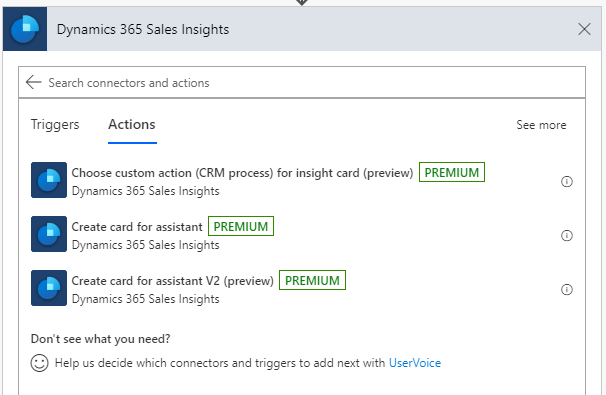 Dynamics 365 Sales Insights
Search connectors and actions
Triggers Actions See more
Choose custom action (CRM process) for insight card (preview) PREMIUM
Dynamics 365 Sales Insights
Create card for assistant PREMIUM
Dynamics 365 Sales Insights
Create card for assistant V2 (preview) PREMIUM
Dynamics 365 Sales Insights
Don't see what you need?
Help us decide which connectors and triggers to add next with UserVoice